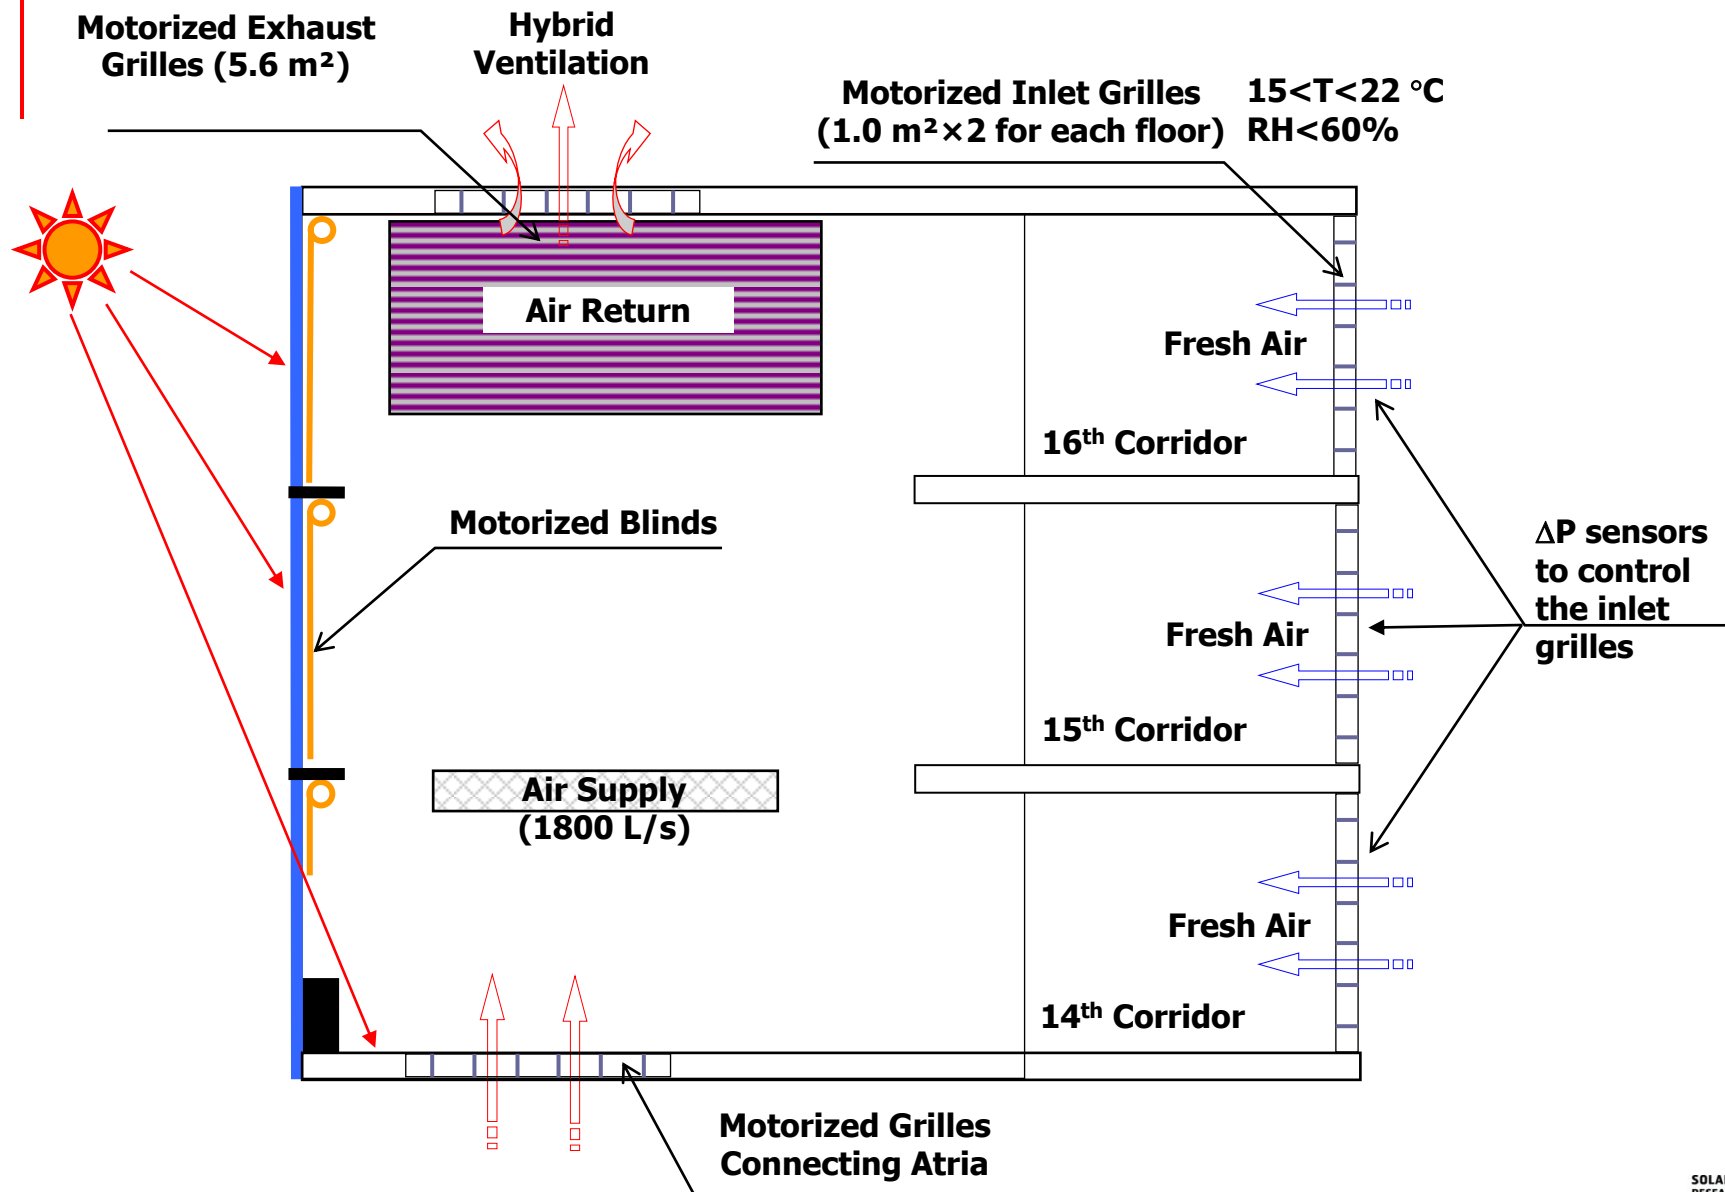 Motorized Exhaust
Grilles (5.6 m²)
Hybrid
Ventilation
Motorized Inlet Grilles
(1.0 m²×2 for each floor)
15<T<22 °C
RH<60%
Air Return
Fresh Air
16th Corridor
Motorized Blinds
ΔP sensors
to control
the inlet
grilles
Fresh Air
15th Corridor
Air Supply
(1800 L/s)
Fresh Air
14th Corridor
Motorized Grilles
Connecting Atria
SOLAR